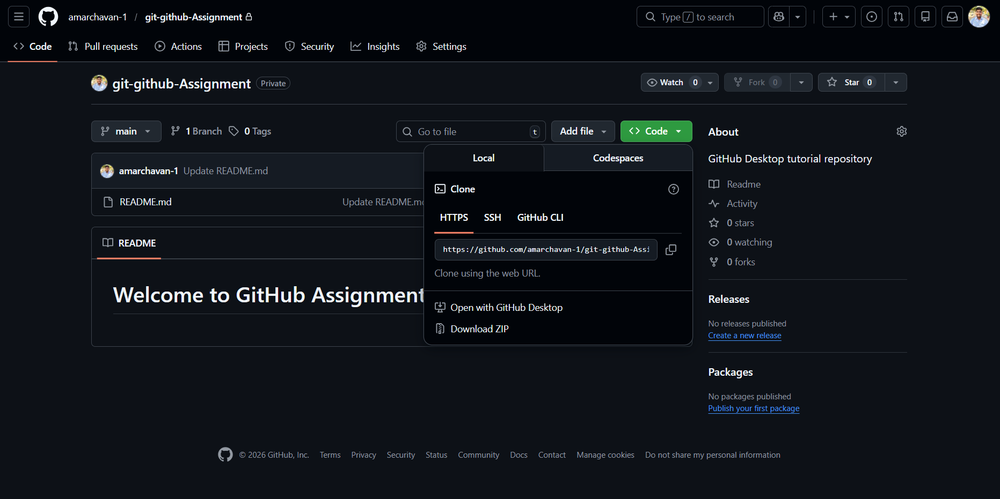 amarchavan-1 / git-github-Assignment
Type / to search
Code
Pull requests
Actions
Projects
Security
Insights
Settings
git-github-Assignment Private
Watch 0
Fork 0
Star 0
main
1 Branch
0 Tags
Go to file t
Add file
Code
Local
Codespaces
Clone
HTTPS
SSH
GitHub CLI
https://github.com/amarchavan-1/git-github-Assi
Clone using the web URL.
Open with GitHub Desktop
Download ZIP
amarchavan-1 Update README.md
README.md Update README.md
README
Welcome to GitHub Assignment
About
GitHub Desktop tutorial repository
Readme
Activity
0 stars
0 watching
0 forks
Releases
No releases published
Create a new release
Packages
No packages published
Publish your first package
© 2026 GitHub, Inc. Terms Privacy Security Status Community Docs Contact Manage cookies Do not share my personal information